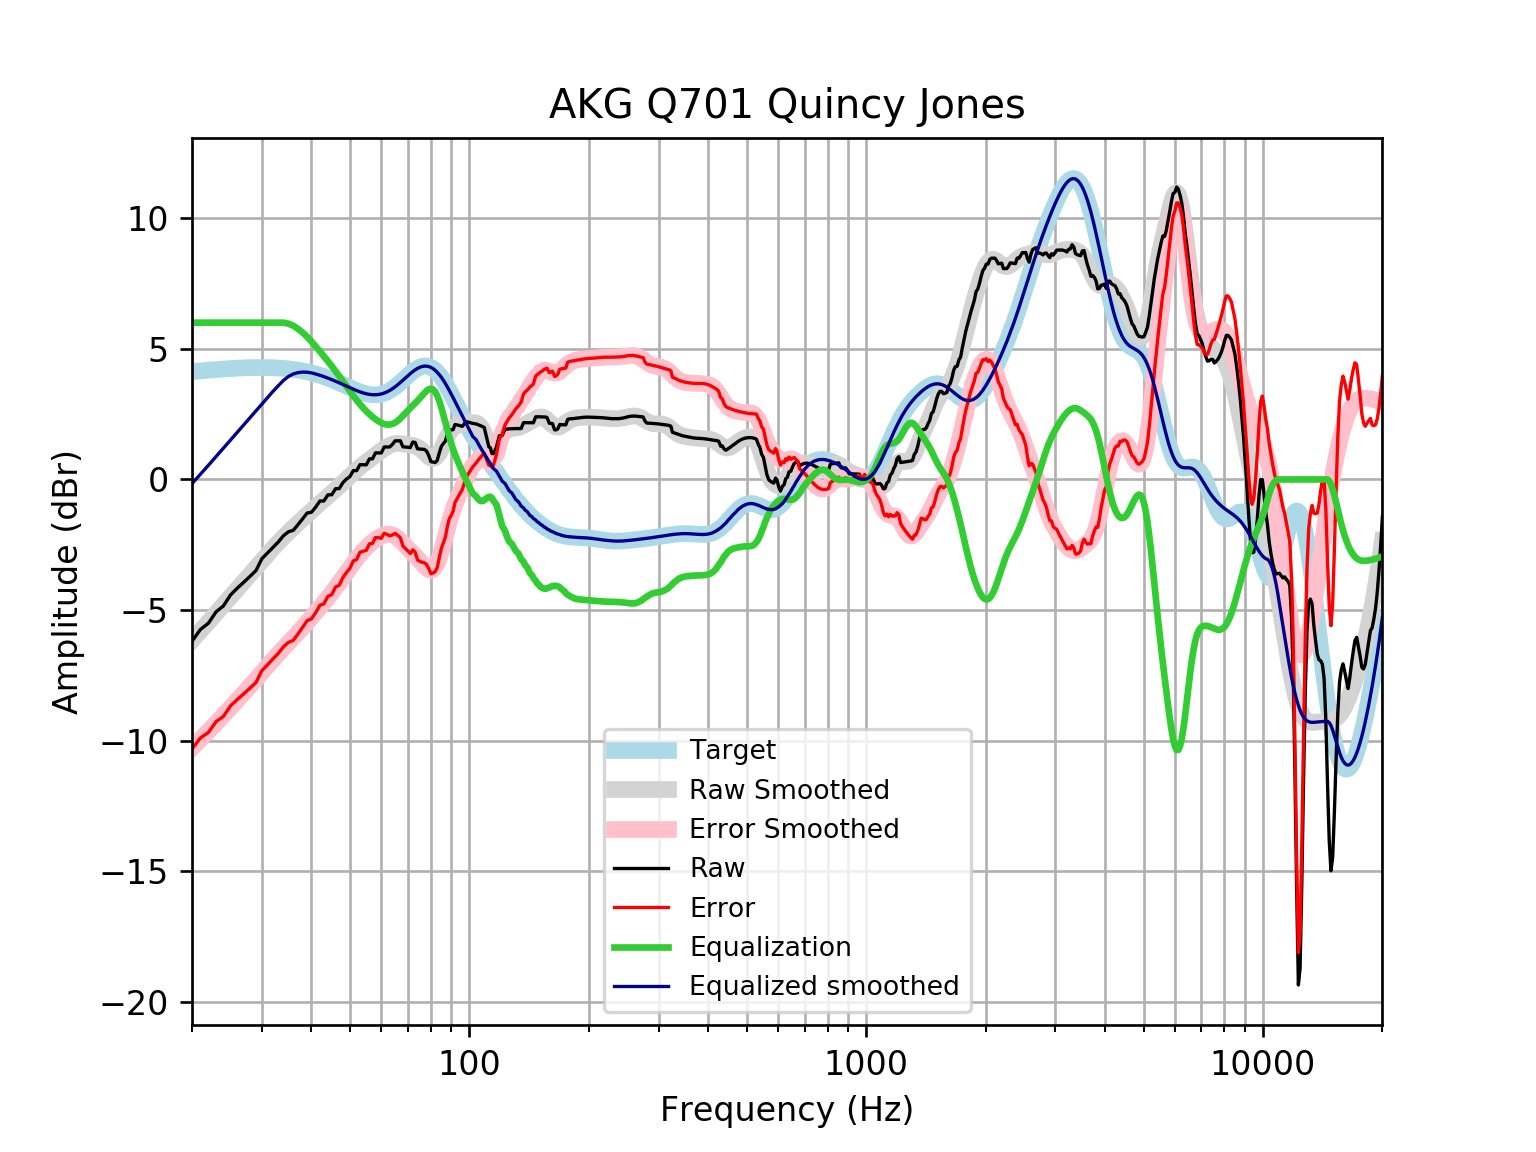 AKG Q701 Quincy Jones
10
5
0
−5
−10
−15
−20
Amplitude (dBr)
Target
Raw Smoothed
Error Smoothed
Raw
Error
Equalization
Equalized smoothed
100 1000 10000
Frequency (Hz)